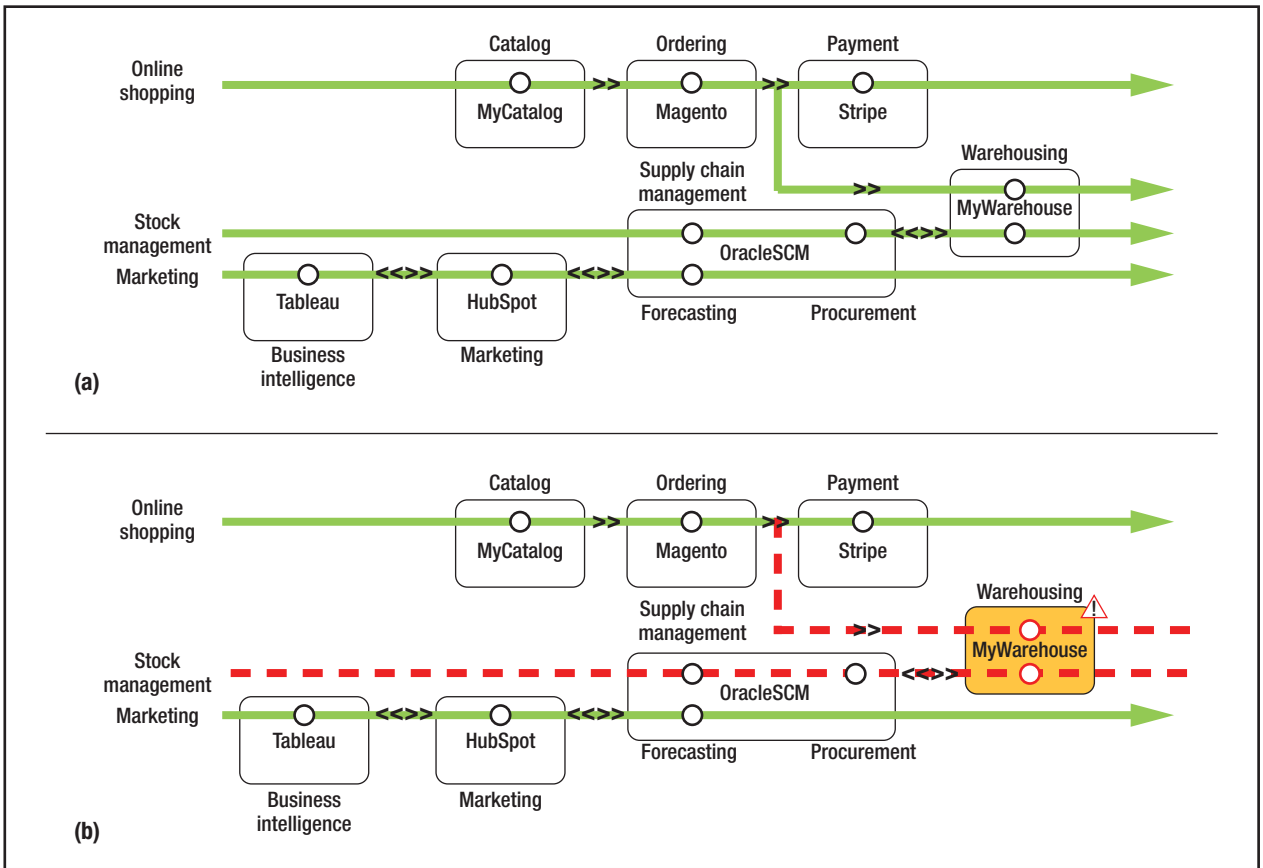 Catalog
Ordering
Payment
Online
shopping
>>
>>
MyCatalog
Magento
Stripe
Supply chain
management
Warehousing
>>
MyWarehouse
Stock
management
<<>>
OracleSCM
Marketing
<<>>
<<>>
Tableau
HubSpot
Forecasting
Procurement
Business
intelligence
Marketing
(a)
Catalog
Ordering
Payment
Online
shopping
>>
>>
MyCatalog
Magento
Stripe
Supply chain
management
Warehousing
!
>>
MyWarehouse
Stock
management
<<>>
OracleSCM
Marketing
<<>>
<<>>
Tableau
HubSpot
Forecasting
Procurement
Business
intelligence
Marketing
(b)